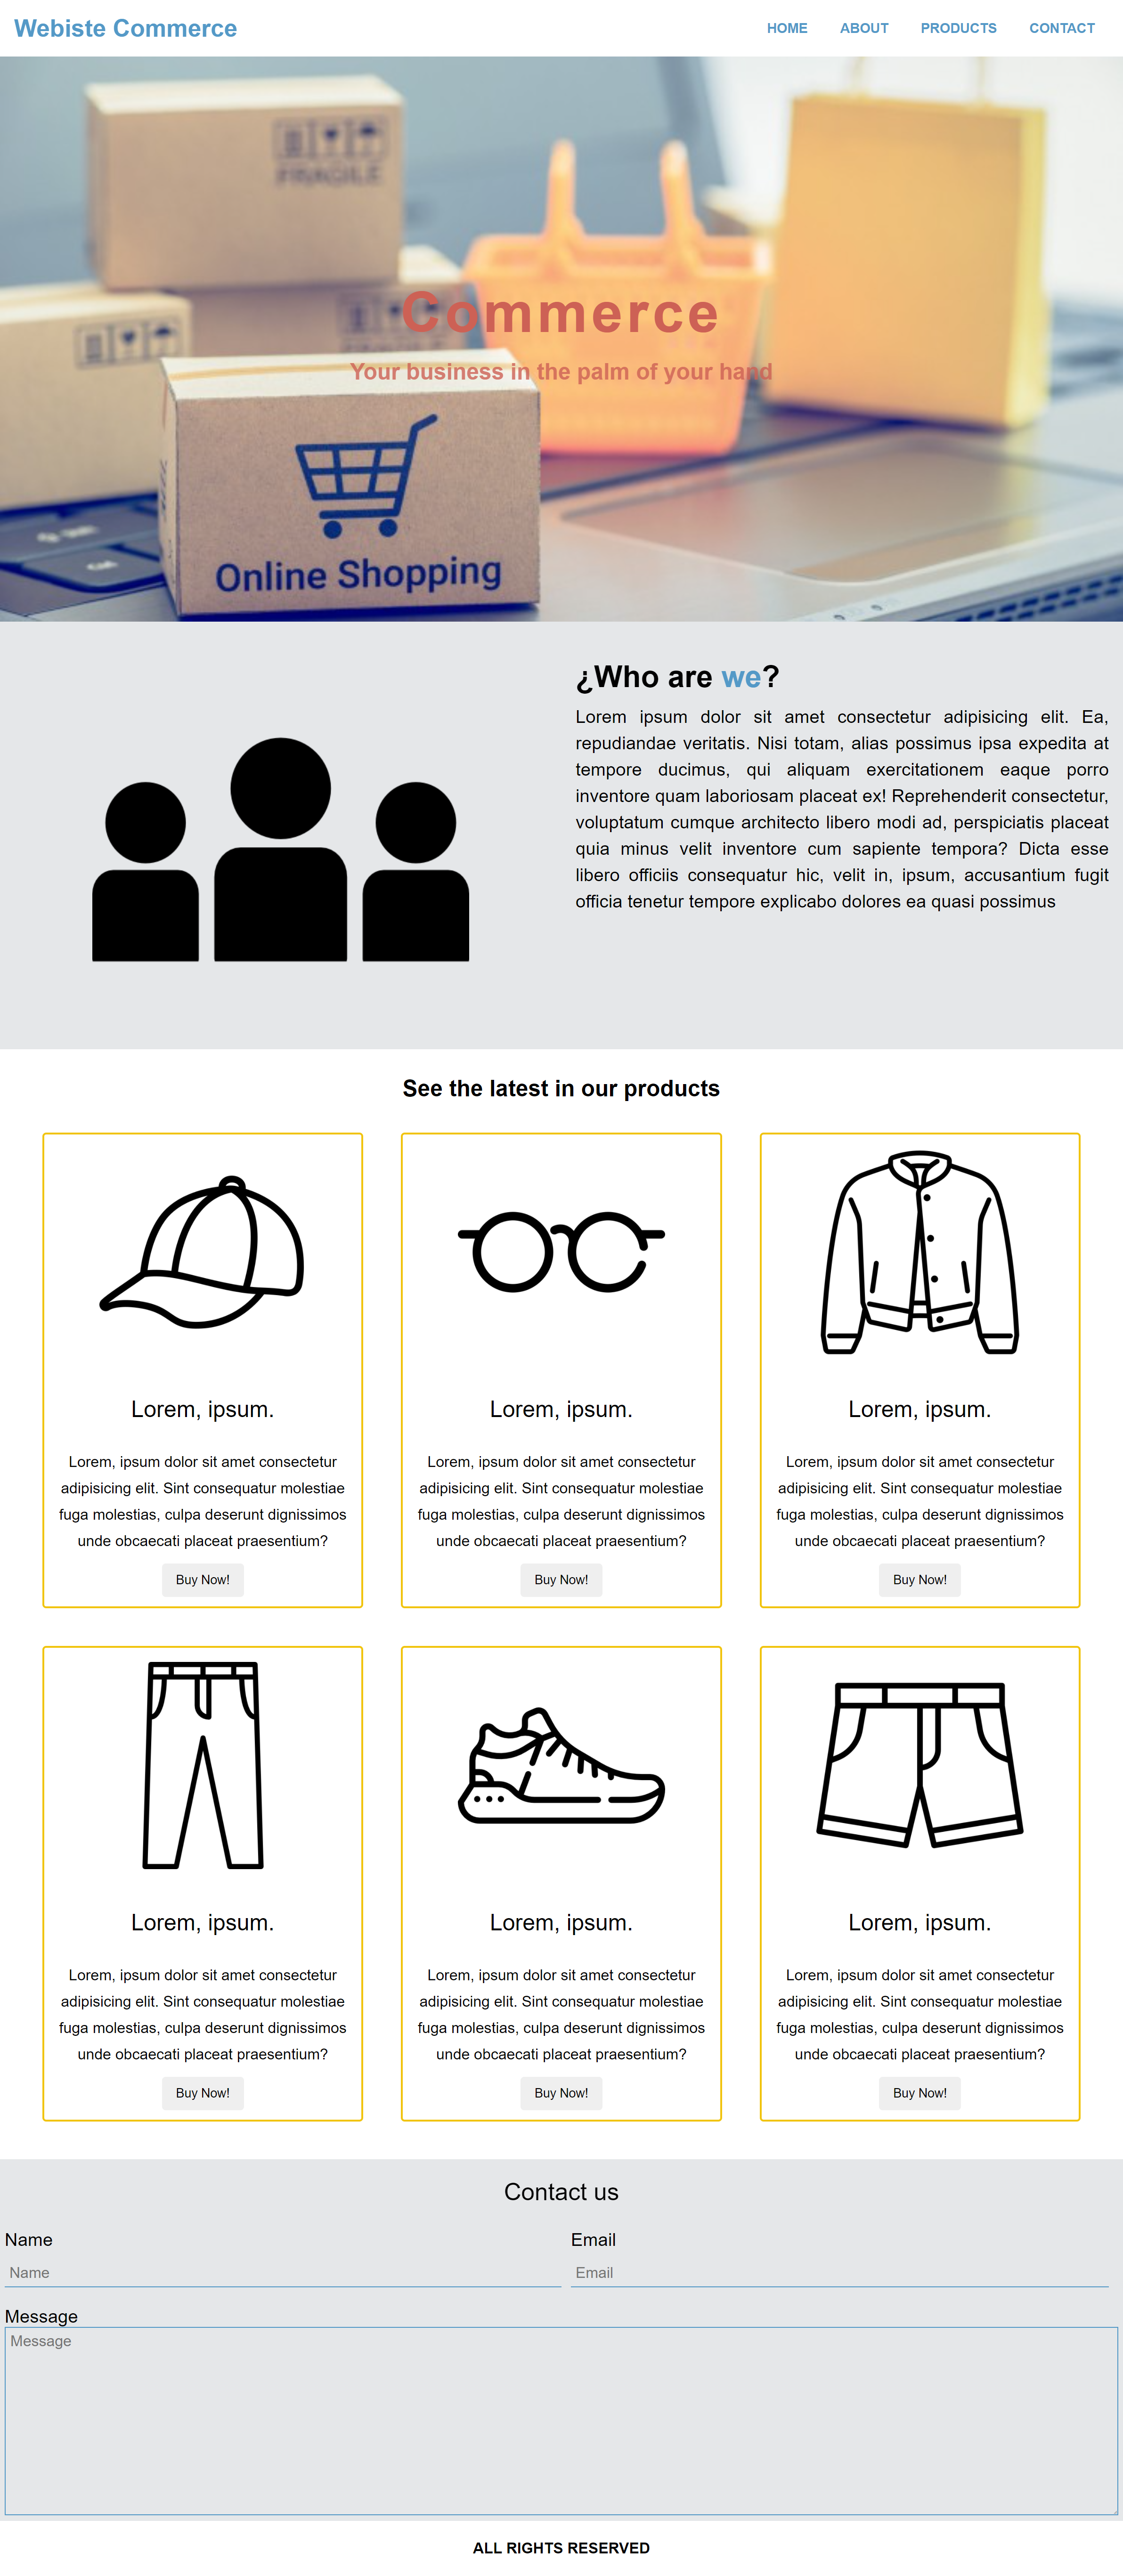 Webiste Commerce
HOME ABOUT PRODUCTS CONTACT
FRAGILE
Commerce
Your business in the palm of your hand
Online Shopping
¿Who are we?
Lorem ipsum dolor sit amet consectetur adipisicing elit. Ea,
repudiandae veritatis. Nisi totam, alias possimus ipsa expedita at
tempore ducimus, qui aliquam exercitationem eaque porro
inventore quam laboriosam placeat ex! Reprehenderit consectetur,
voluptatum cumque architecto libero modi ad, perspiciatis placeat
quia minus velit inventore cum sapiente tempora? Dicta esse
libero officiis consequatur hic, velit in, ipsum, accusantium fugit
officia tenetur tempore explicabo dolores ea quasi possimus
See the latest in our products
Lorem, ipsum.
Lorem, ipsum dolor sit amet consectetur
adipisicing elit. Sint consequatur molestiae
fuga molestias, culpa deserunt dignissimos
unde obcaecati placeat praesentium?
Buy Now!
Lorem, ipsum.
Lorem, ipsum dolor sit amet consectetur
adipisicing elit. Sint consequatur molestiae
fuga molestias, culpa deserunt dignissimos
unde obcaecati placeat praesentium?
Buy Now!
Lorem, ipsum.
Lorem, ipsum dolor sit amet consectetur
adipisicing elit. Sint consequatur molestiae
fuga molestias, culpa deserunt dignissimos
unde obcaecati placeat praesentium?
Buy Now!
Lorem, ipsum.
Lorem, ipsum dolor sit amet consectetur
adipisicing elit. Sint consequatur molestiae
fuga molestias, culpa deserunt dignissimos
unde obcaecati placeat praesentium?
Buy Now!
Lorem, ipsum.
Lorem, ipsum dolor sit amet consectetur
adipisicing elit. Sint consequatur molestiae
fuga molestias, culpa deserunt dignissimos
unde obcaecati placeat praesentium?
Buy Now!
Lorem, ipsum.
Lorem, ipsum dolor sit amet consectetur
adipisicing elit. Sint consequatur molestiae
fuga molestias, culpa deserunt dignissimos
unde obcaecati placeat praesentium?
Buy Now!
Contact us
Name
Name
Email
Email
Message
Message
ALL RIGHTS RESERVED